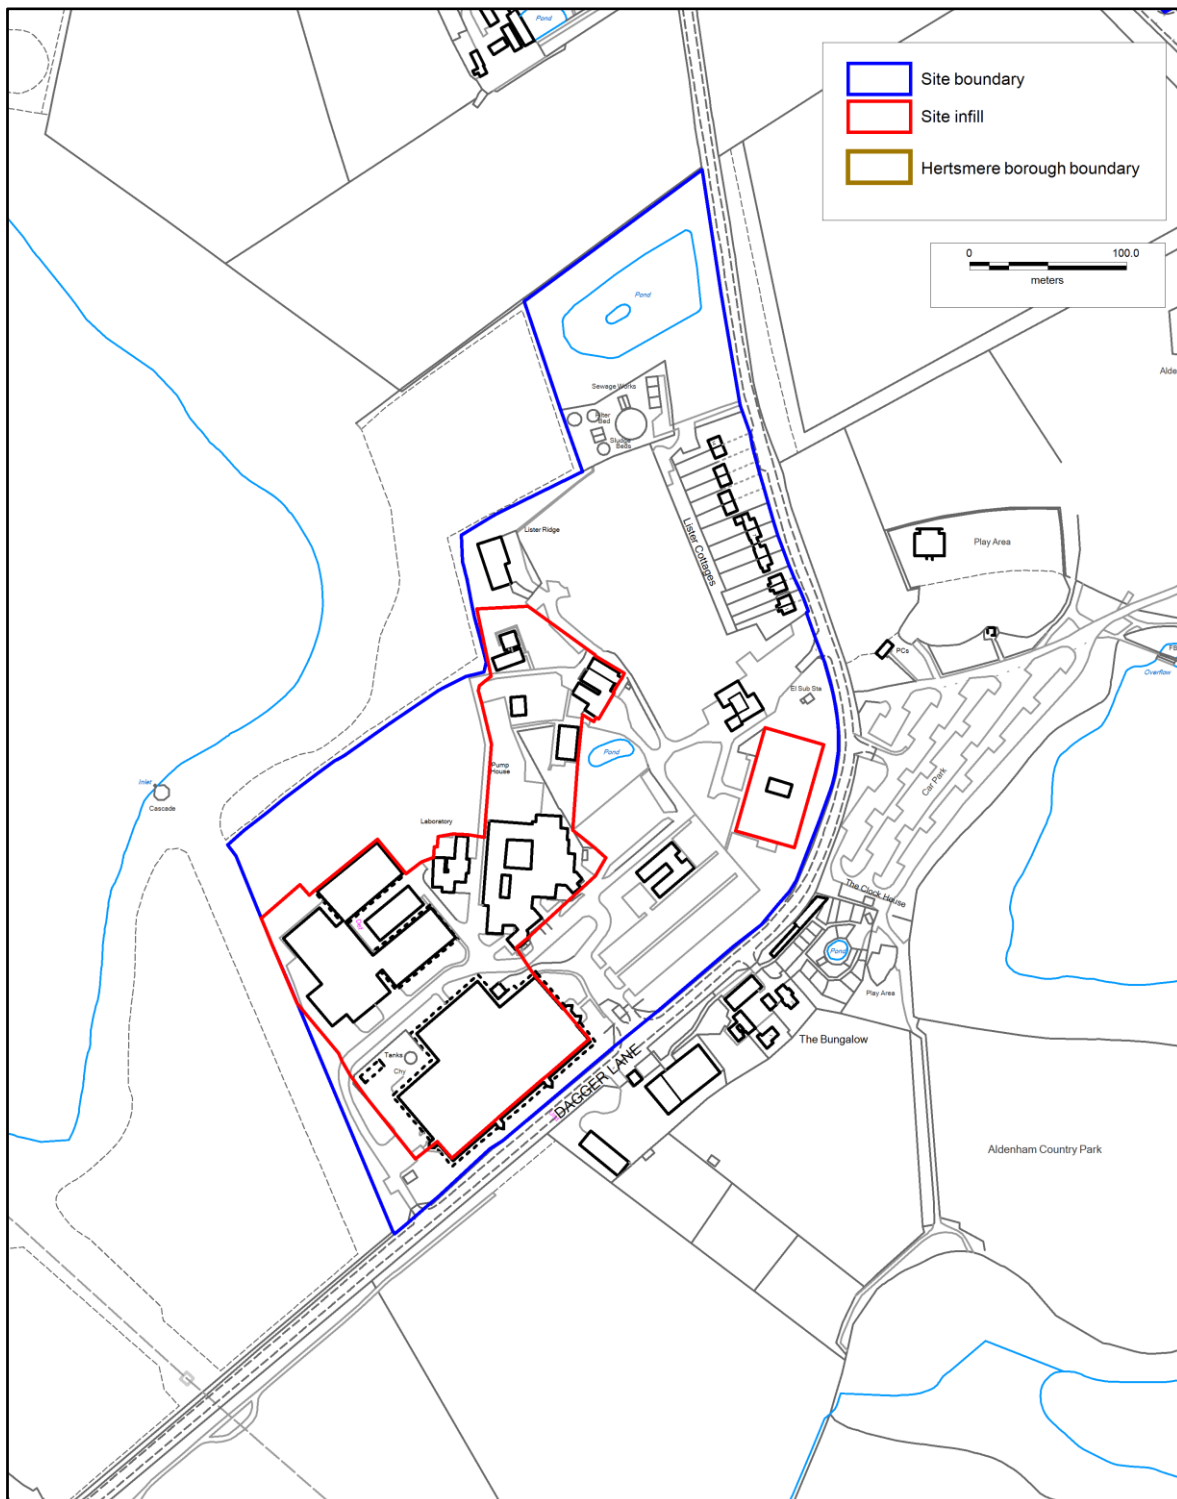 Pond
Site boundary
Site infill
Hertsmere borough boundary
0 100.0
meters
Pond
Alde
Sewage Works
Filter
Bed
Sludge
Beds
Lister Ridge
Lister Cottages
Play Area
PCs
FB
Overflow
El Sub Sta
Pond
Pump
House
Car Park
Inlet
Cascade
Laboratory
The Clock House
Pond
Play Area
The Bungalow
Tanks
Chy
DAGGER LANE
Aldenham Country Park